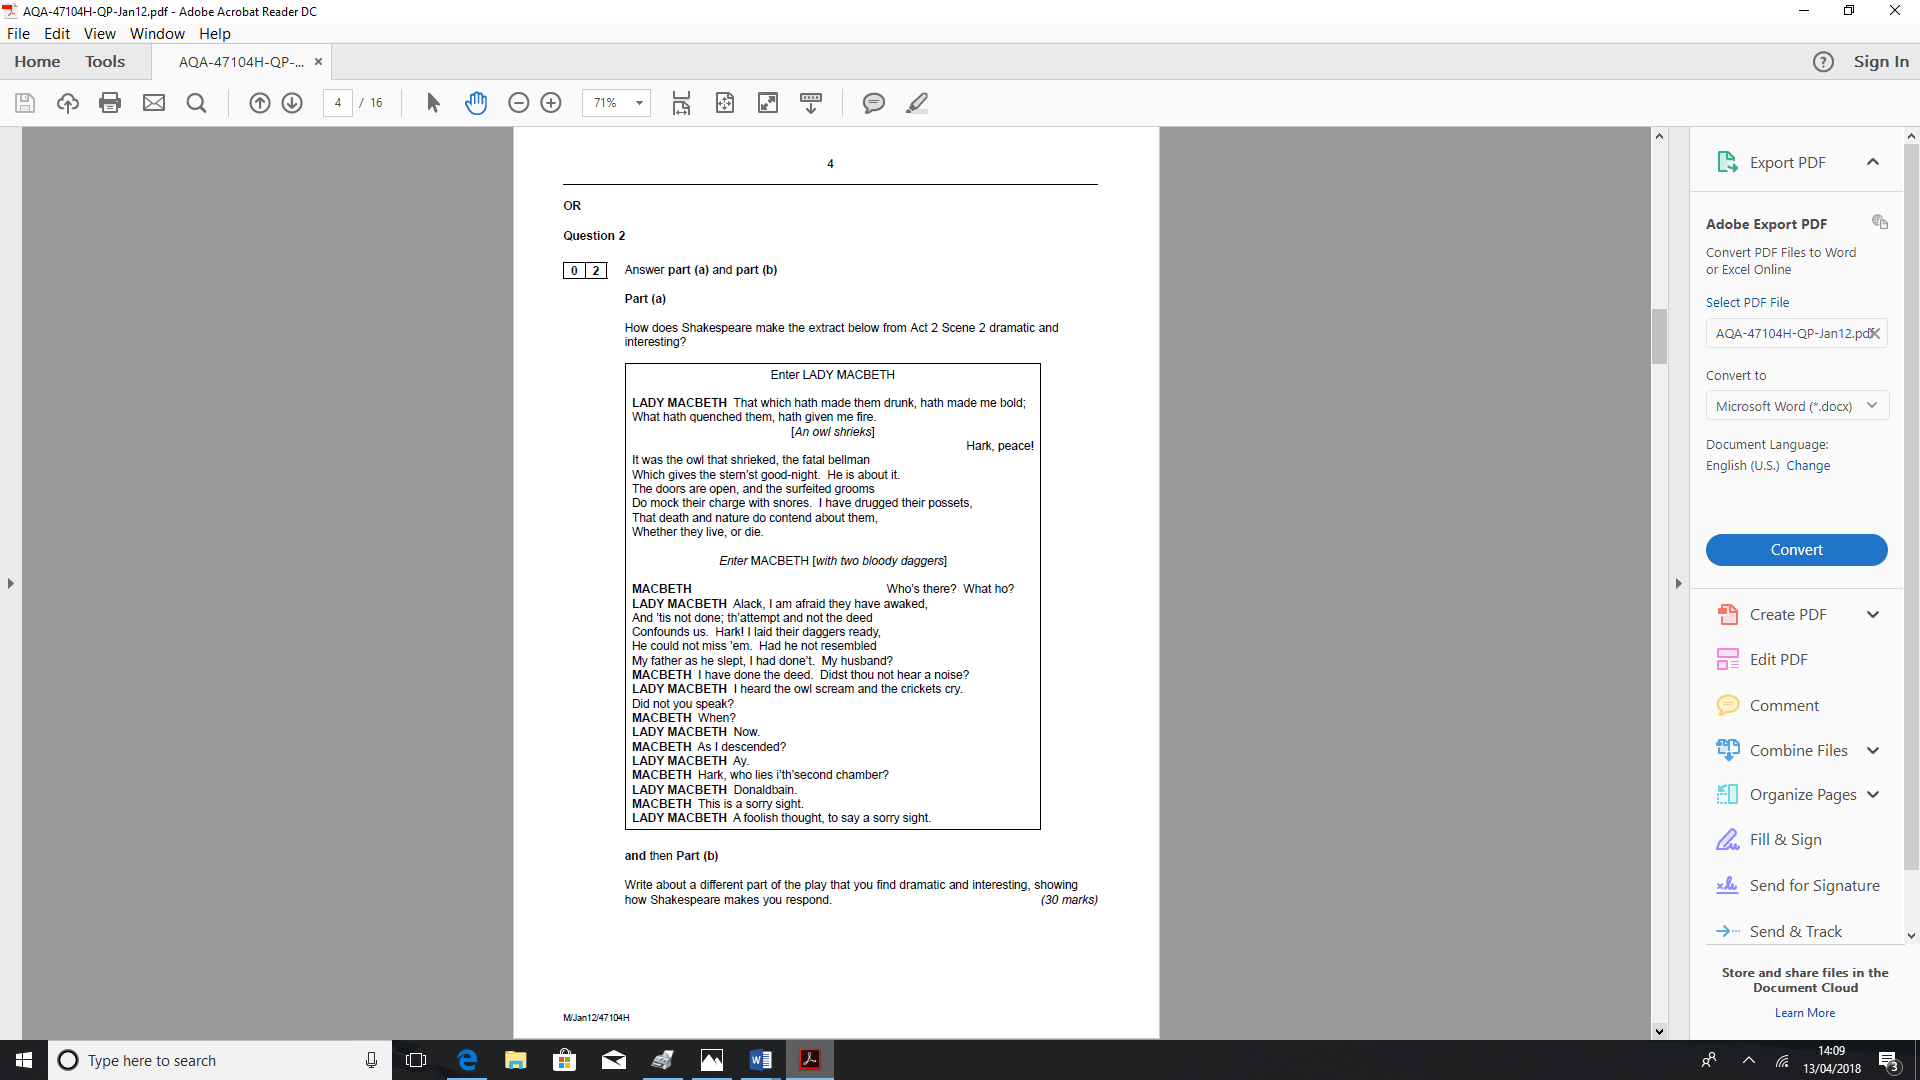 AQA-47104H-QP-Jan12.pdf - Adobe Acrobat Reader DC
File Edit View Window Help
Home Tools AQA-47104H-QP-... × Sign In
4 / 16 71%
4
OR
Question 2
0 2 Answer part (a) and part (b)
Part (a)
How does Shakespeare make the extract below from Act 2 Scene 2 dramatic and
interesting?
Enter LADY MACBETH
LADY MACBETH That which hath made them drunk, hath made me bold;
What hath quenched them, hath given me fire.
[An owl shrieks]
Hark, peace!
It was the owl that shrieked, the fatal bellman
Which gives the stern'st good-night. He is about it.
The doors are open, and the surfeited grooms
Do mock their charge with snores. I have drugged their possets,
That death and nature do contend about them,
Whether they live, or die.
Enter MACBETH [with two bloody daggers]
MACBETH Who's there? What ho?
LADY MACBETH Alack, I am afraid they have awaked,
And 'tis not done; th'attempt and not the deed
Confounds us. Hark! I laid their daggers ready,
He could not miss 'em. Had he not resembled
My father as he slept, I had done't. My husband?
MACBETH I have done the deed. Didst thou not hear a noise?
LADY MACBETH I heard the owl scream and the crickets cry.
Did not you speak?
MACBETH When?
LADY MACBETH Now.
MACBETH As I descended?
LADY MACBETH Ay.
MACBETH Hark, who lies i'th'second chamber?
LADY MACBETH Donaldbain.
MACBETH This is a sorry sight.
LADY MACBETH A foolish thought, to say a sorry sight.
and then Part (b)
Write about a different part of the play that you find dramatic and interesting, showing
how Shakespeare makes you respond. (30 marks)
M/Jan12/47104H
Export PDF
Adobe Export PDF
Convert PDF Files to Word
or Excel Online
Select PDF File
AQA-47104H-QP-Jan12.pdf
Convert to
Microsoft Word (*.docx)
Document Language:
English (U.S.) Change
Convert
Create PDF
Edit PDF
Comment
Combine Files
Organize Pages
Fill & Sign
Send for Signature
Send & Track
Store and share files in the
Document Cloud
Learn More
Type here to search
14:09
13/04/2018
3